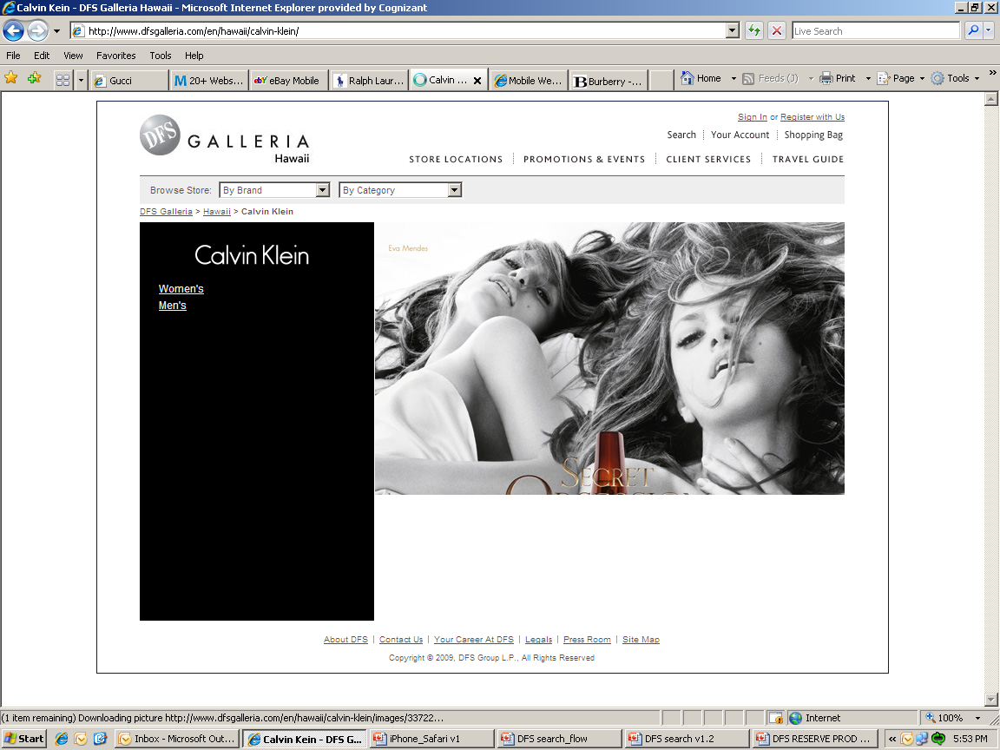 Calvin Kein - DFS Galleria Hawaii - Microsoft Internet Explorer provided by Cognizant
http://www.dfsgalleria.com/en/hawaii/calvin-klein/
Live Search
File Edit View Favorites Tools Help
Gucci
M 20+ Webs...
ebY eBay Mobile
Ralph Laur...
Calvin ...
Mobile We...
B Burberry -...
Home
Feeds (J)
Print
Page
Tools
»
Sign In or Register with Us
DFS GALLERIA
Hawaii
Search
Your Account
Shopping Bag
STORE LOCATIONS
PROMOTIONS & EVENTS
CLIENT SERVICES
TRAVEL GUIDE
Browse Store: By Brand By Category
DFS Galleria > Hawaii > Calvin Klein
Calvin Klein
Women's
Men's
Eva Mendes
SECRET
OBSESSION
About DFS | Contact Us | Your Career At DFS | Legals | Press Room | Site Map
Copyright © 2009, DFS Group L.P., All Rights Reserved
(1 item remaining) Downloading picture http://www.dfsgalleria.com/en/hawaii/calvin-klein/images/33722...
Internet
100%
Start
Inbox - Microsoft Out...
Calvin Kein - DFS G...
iPhone_Safari v1
DFS search_flow
DFS search v1.2
DFS RESERVE PROD ...
«
5:53 PM